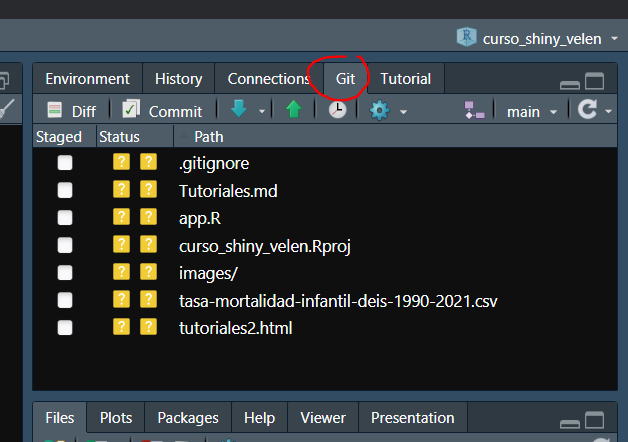 curso_shiny_velen
Environment History Connections Git Tutorial
Diff Commit main
Staged Status Path
? ? .gitignore
? ? Tutoriales.md
? ? app.R
? ? curso_shiny_velen.Rproj
? ? images/
? ? tasa-mortalidad-infantil-deis-1990-2021.csv
? ? tutoriales2.html
Files Plots Packages Help Viewer Presentation